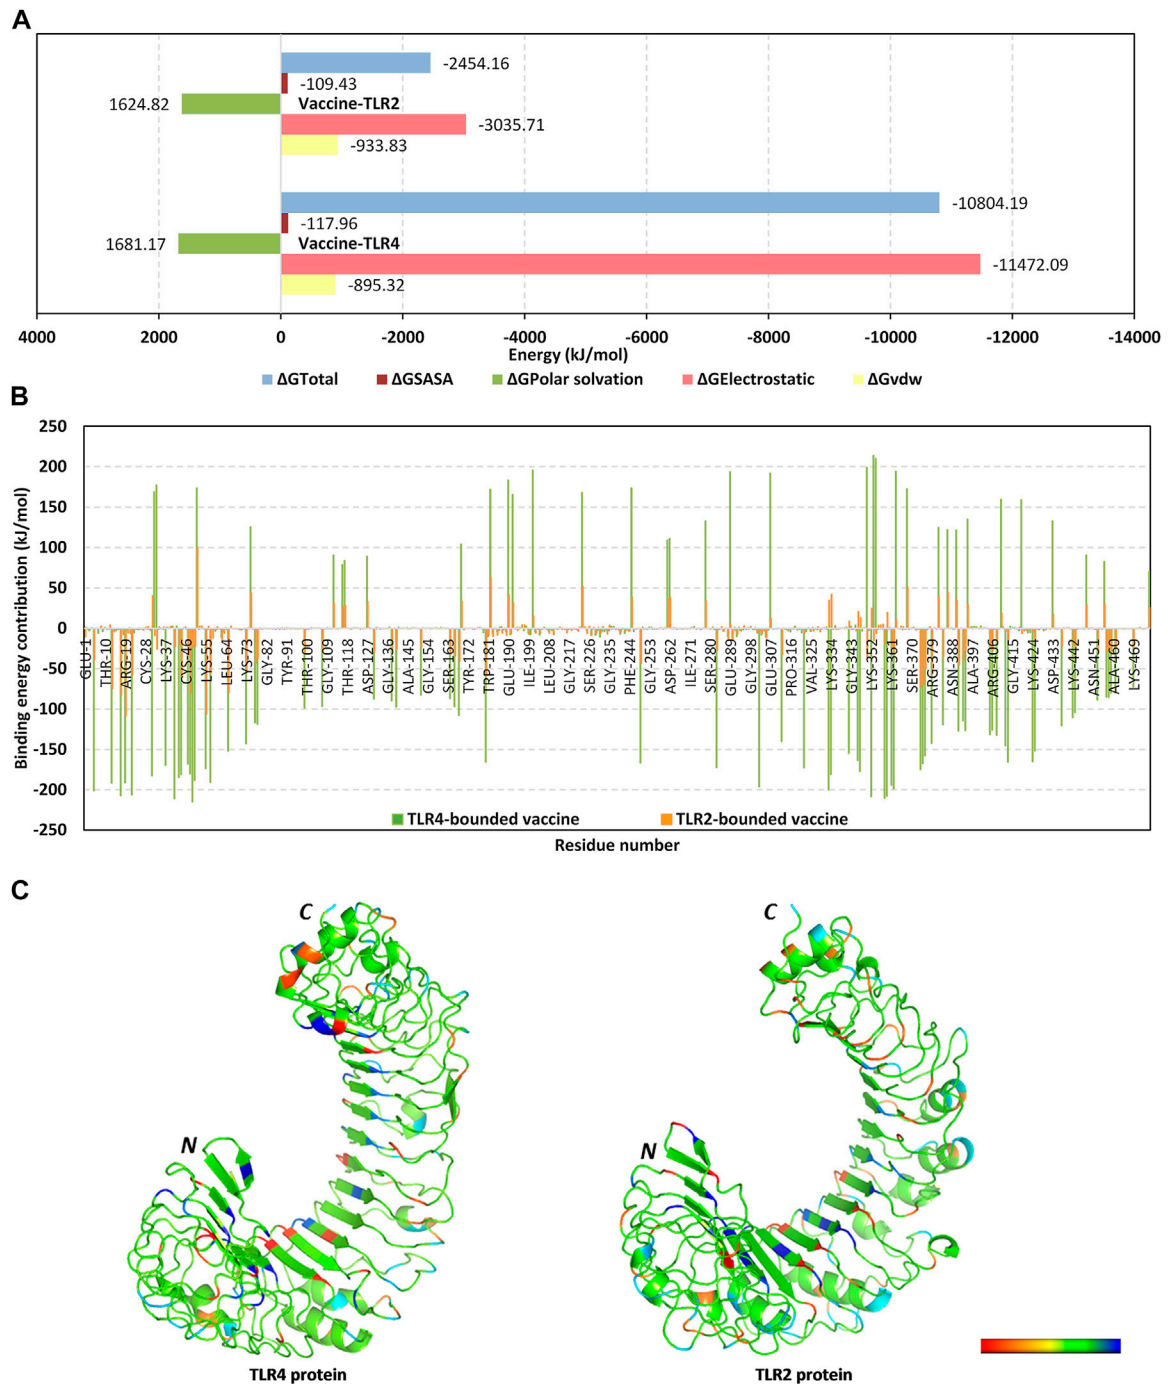 A
-2454.16
-109.43
1624.82
Vaccine-TLR2
-3035.71
-933.83
-10804.19
-117.96
1681.17
Vaccine-TLR4
-11472.09
-895.32
4000 2000 0 -2000 -4000 -6000 -8000 -10000 -12000 -14000
Energy (kJ/mol)
ΔGTotal ΔGSASA ΔGPolar solvation ΔGElectrostatic ΔGvdw
B
Binding energy contribution (kJ/mol)
250
200
150
100
50
0
-50
-100
-150
-200
-250
GLU-1 THR-10 ARG-19 CYS-28 LYS-37 CYS-46 LYS-55 LEU-64 LYS-73 GLY-82 TYR-91 THR-100 GLY-109 THR-118 ASP-127 GLY-136 ALA-145 GLY-154 SER-163 TYR-172 TRP-181 GLU-190 ILE-199 LEU-208 GLY-217 SER-226 GLY-235 PHE-244 GLY-253 ASP-262 ILE-271 SER-280 GLU-289 GLY-298 GLU-307 PRO-316 VAL-325 LYS-334 GLY-343 LYS-352 LYS-361 SER-370 ARG-379 ASN-388 ALA-397 ARG-406 GLY-415 LYS-424 ASP-433 LYS-442 ASN-451 ALA-460 LYS-469
TLR4-bounded vaccine TLR2-bounded vaccine
Residue number
C
C C
N N
TLR4 protein TLR2 protein